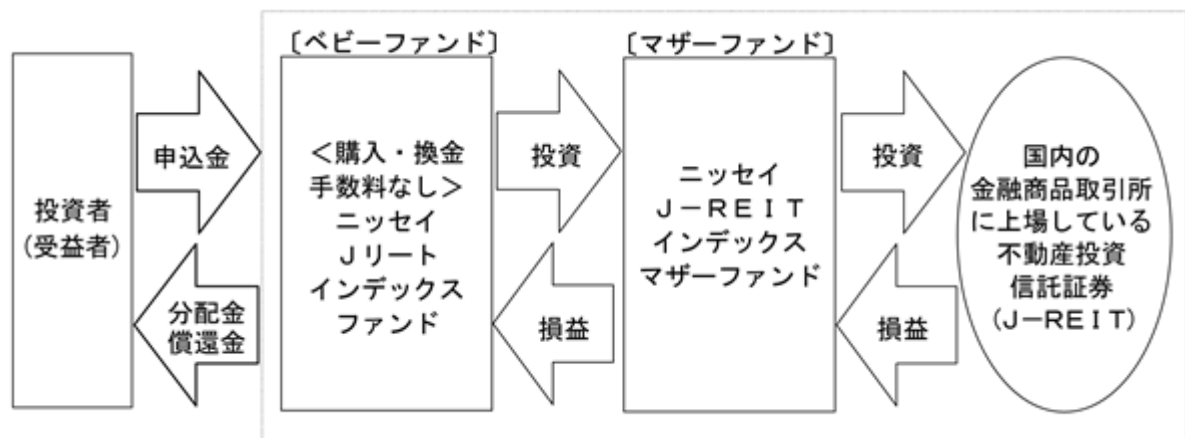 投資者
(受益者)
申込金
分配金
償還金
〔ベビーファンド〕
<購入・換金
手数料なし>
ニッセイ
Jリート
インデックス
ファンド
投資
損益
〔マザーファンド〕
ニッセイ
J-REIT
インデックス
マザーファンド
投資
損益
国内の
金融商品取引所
に上場している
不動産投資
信託証券
(J-REIT)